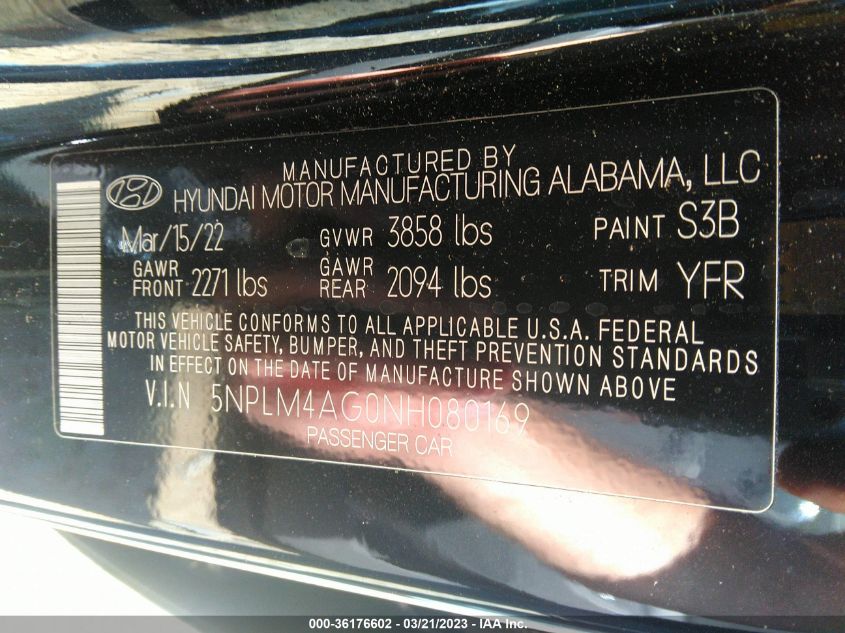 MANUFACTURED BY
HYUNDAI MOTOR MANUFACTURING ALABAMA, LLC
Mar/15/22 GVWR 3858 lbs PAINT S3B
GAWR FRONT 2271 lbs GAWR REAR 2094 lbs TRIM YFR
THIS VEHICLE CONFORMS TO ALL APPLICABLE U.S.A. FEDERAL
MOTOR VEHICLE SAFETY, BUMPER, AND THEFT PREVENTION STANDARDS
IN EFFECT ON THE DATE OF MANUFACTURE SHOWN ABOVE
V.I.N 5NPLM4AG0NH080169
PASSENGER CAR
000-36176602 - 03/21/2023 - IAA Inc.